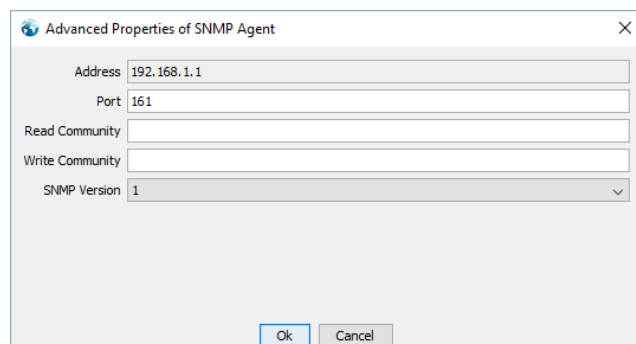 Advanced Properties of SNMP Agent
Address 192.168.1.1
Port 161
Read Community
Write Community
SNMP Version 1
Ok Cancel